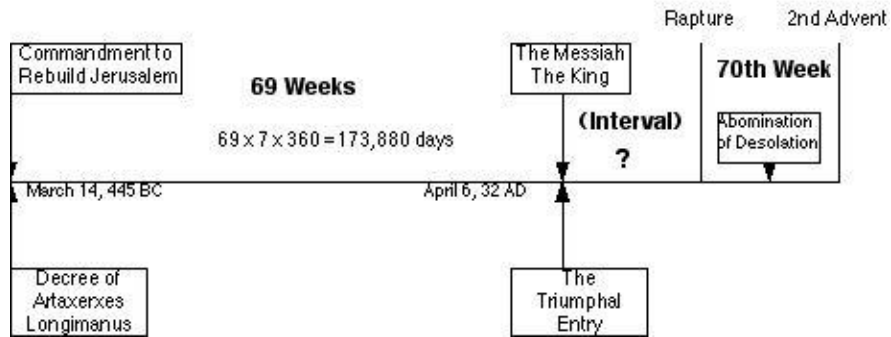 Rapture
2nd Advent
Commandment to
Rebuild Jerusalem
The Messiah
The King
69 Weeks
70th Week
(Interval)
?
69 x 7 x 360 = 173,880 days
Abomination
of Desolation
March 14, 445 BC
April 6, 32 AD
Decree of
Artaxerxes
Longimanus
The
Triumphal
Entry